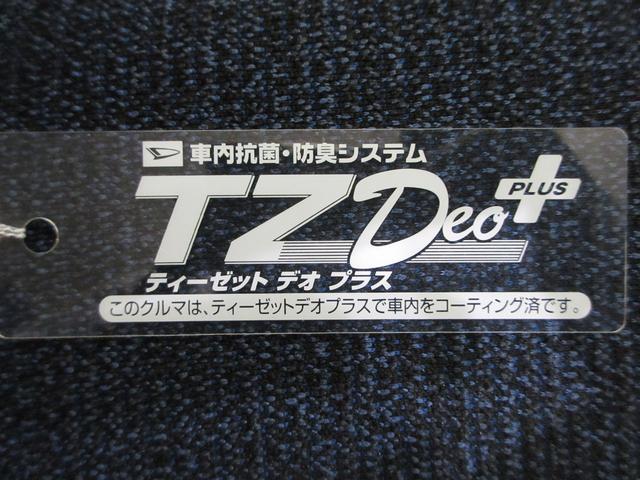 車内抗菌・防臭システム
TZ Deo PLUS
ティーゼット デオ プラス
このクルマは、ティーゼットデオプラスで車内をコーティング済です。